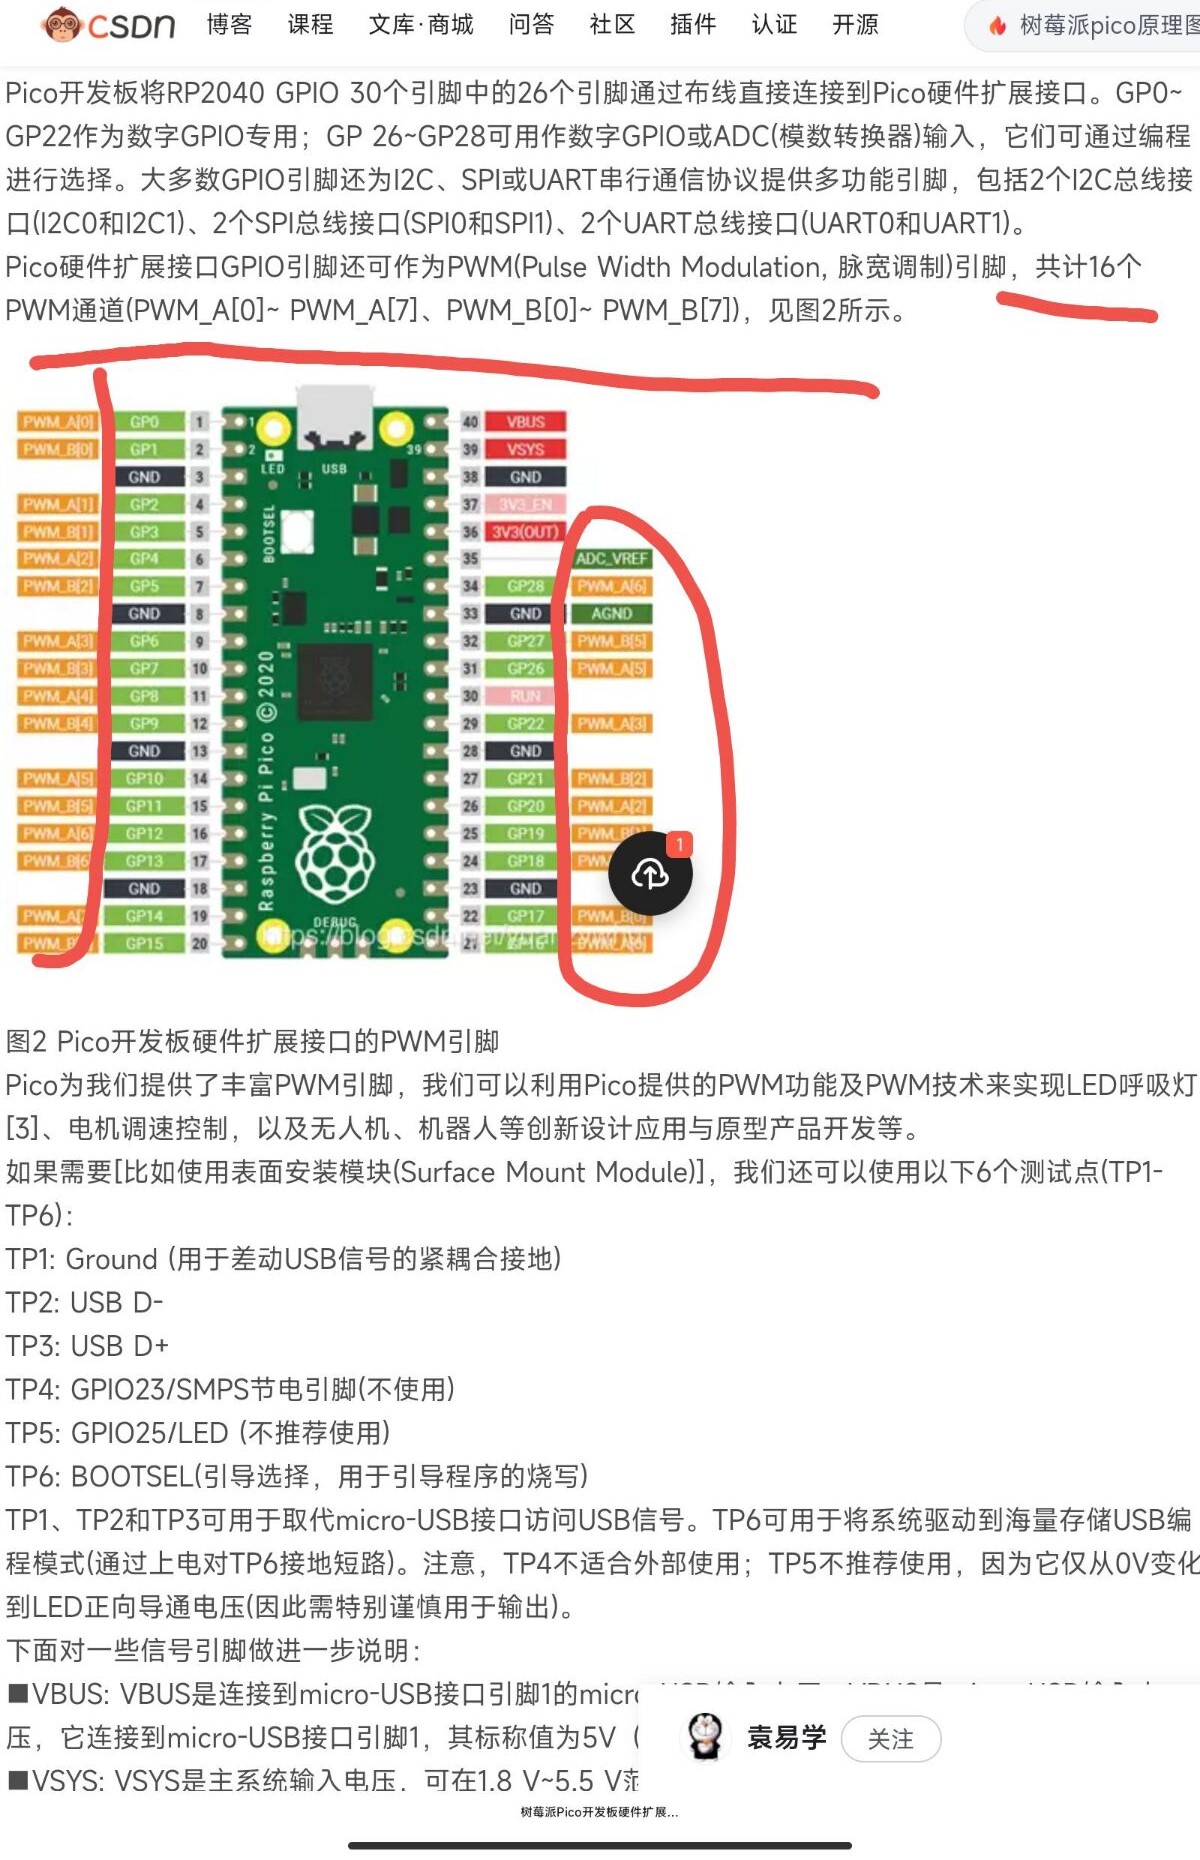 CSDN 博客 课程 文库·商城 问答 社区 插件 认证 开源 树莓派pico原理图
Pico开发板将RP2040 GPIO 30个引脚中的26个引脚通过布线直接连接到Pico硬件扩展接口。GP0~
GP22作为数字GPIO专用；GP 26~GP28可用作数字GPIO或ADC(模数转换器)输入，它们可通过编程
进行选择。大多数GPIO引脚还为I2C、SPI或UART串行通信协议提供多功能引脚，包括2个I2C总线接
口(I2C0和I2C1)、2个SPI总线接口(SPI0和SPI1)、2个UART总线接口(UART0和UART1)。
Pico硬件扩展接口GPIO引脚还可作为PWM(Pulse Width Modulation, 脉宽调制)引脚，共计16个
PWM通道(PWM_A[0]~ PWM_A[7]、PWM_B[0]~ PWM_B[7])，见图2所示。
PWM_A[0] GP0 1 1 40 VBUS
PWM_B[0] GP1 2 2 39 39 VSYS
LED USB
GND 3 38 GND
PWM_A[1] GP2 4 37 3V3_EN
PWM_B[1] GP3 5 BOOTSEL 36 3V3(OUT)
PWM_A[2] GP4 6 35 ADC_VREF
PWM_B[2] GP5 7 34 GP28 PWM_A[6]
GND 8 33 GND AGND
PWM_A[3] GP6 9 32 GP27 PWM_B[5]
PWM_B[3] GP7 10 31 GP26 PWM_A[5]
PWM_A[4] GP8 11 30 RUN
PWM_B[4] GP9 12 29 GP22 PWM_A[3]
GND 13 28 GND
PWM_A[5] GP10 14 27 GP21 PWM_B[2]
PWM_B[5] GP11 15 26 GP20 PWM_A[2]
PWM_A[6] GP12 16 25 GP19 1
PWM_B[6 GP13 17 24 GP18
GND 18 23 GND
PWM_A[ GP14 19 22 GP17 PWM_B[0]
GP15 20 21 GP16 PWM_A[0]
Raspberry Pi Pico ©2020
DEBUG
图2 Pico开发板硬件扩展接口的PWM引脚
Pico为我们提供了丰富PWM引脚，我们可以利用Pico提供的PWM功能及PWM技术来实现LED呼吸灯
[3]、电机调速控制，以及无人机、机器人等创新设计应用与原型产品开发等。
如果需要[比如使用表面安装模块(Surface Mount Module)]，我们还可以使用以下6个测试点(TP1-
TP6)：
TP1: Ground (用于差动USB信号的紧耦合接地)
TP2: USB D-
TP3: USB D+
TP4: GPIO23/SMPS节电引脚(不使用)
TP5: GPIO25/LED (不推荐使用)
TP6: BOOTSEL(引导选择，用于引导程序的烧写)
TP1、TP2和TP3可用于取代micro-USB接口访问USB信号。TP6可用于将系统驱动到海量存储USB编
程模式(通过上电对TP6接地短路)。注意，TP4不适合外部使用；TP5不推荐使用，因为它仅从0V变化
到LED正向导通电压(因此需特别谨慎用于输出)。
下面对一些信号引脚做进一步说明：
■VBUS: VBUS是连接到micro-USB接口引脚1的micro
压，它连接到micro-USB接口引脚1，其标称值为5V（
■VSYS: VSYS是主系统输入电压，可在1.8 V~5.5 V范
袁易学 关注
树莓派Pico开发板硬件扩展...